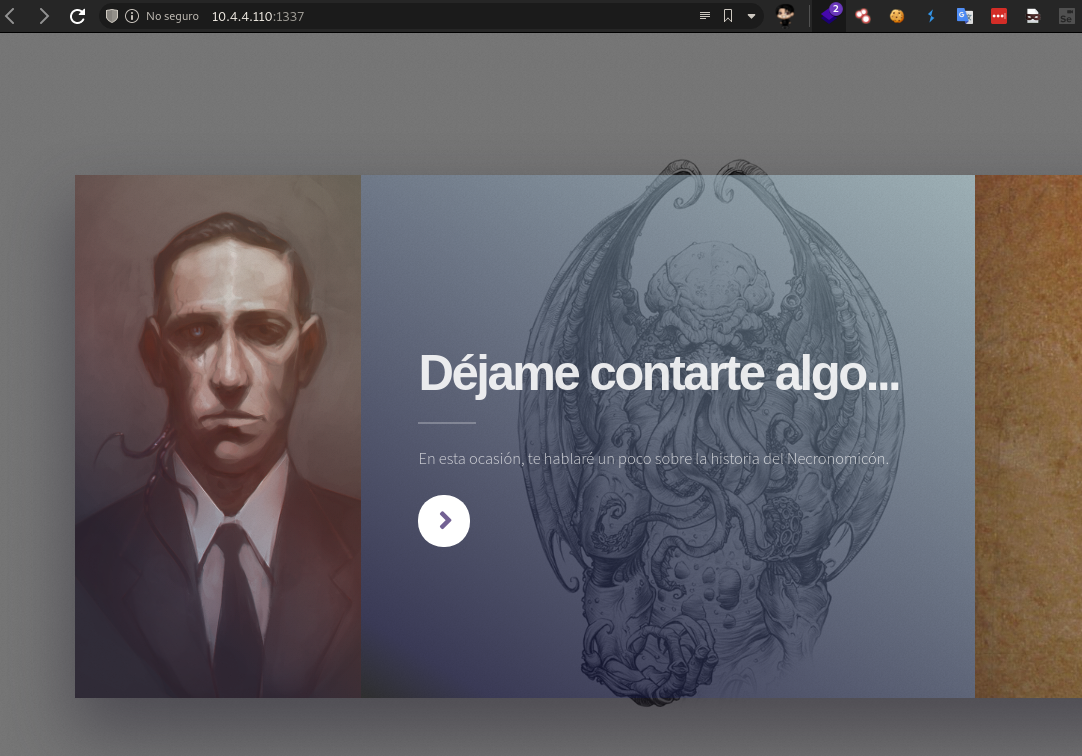 No seguro 10.4.4.110:1337
2
Déjame contarte algo...
En esta ocasión, te hablaré un poco sobre la historia del Necronomicón.